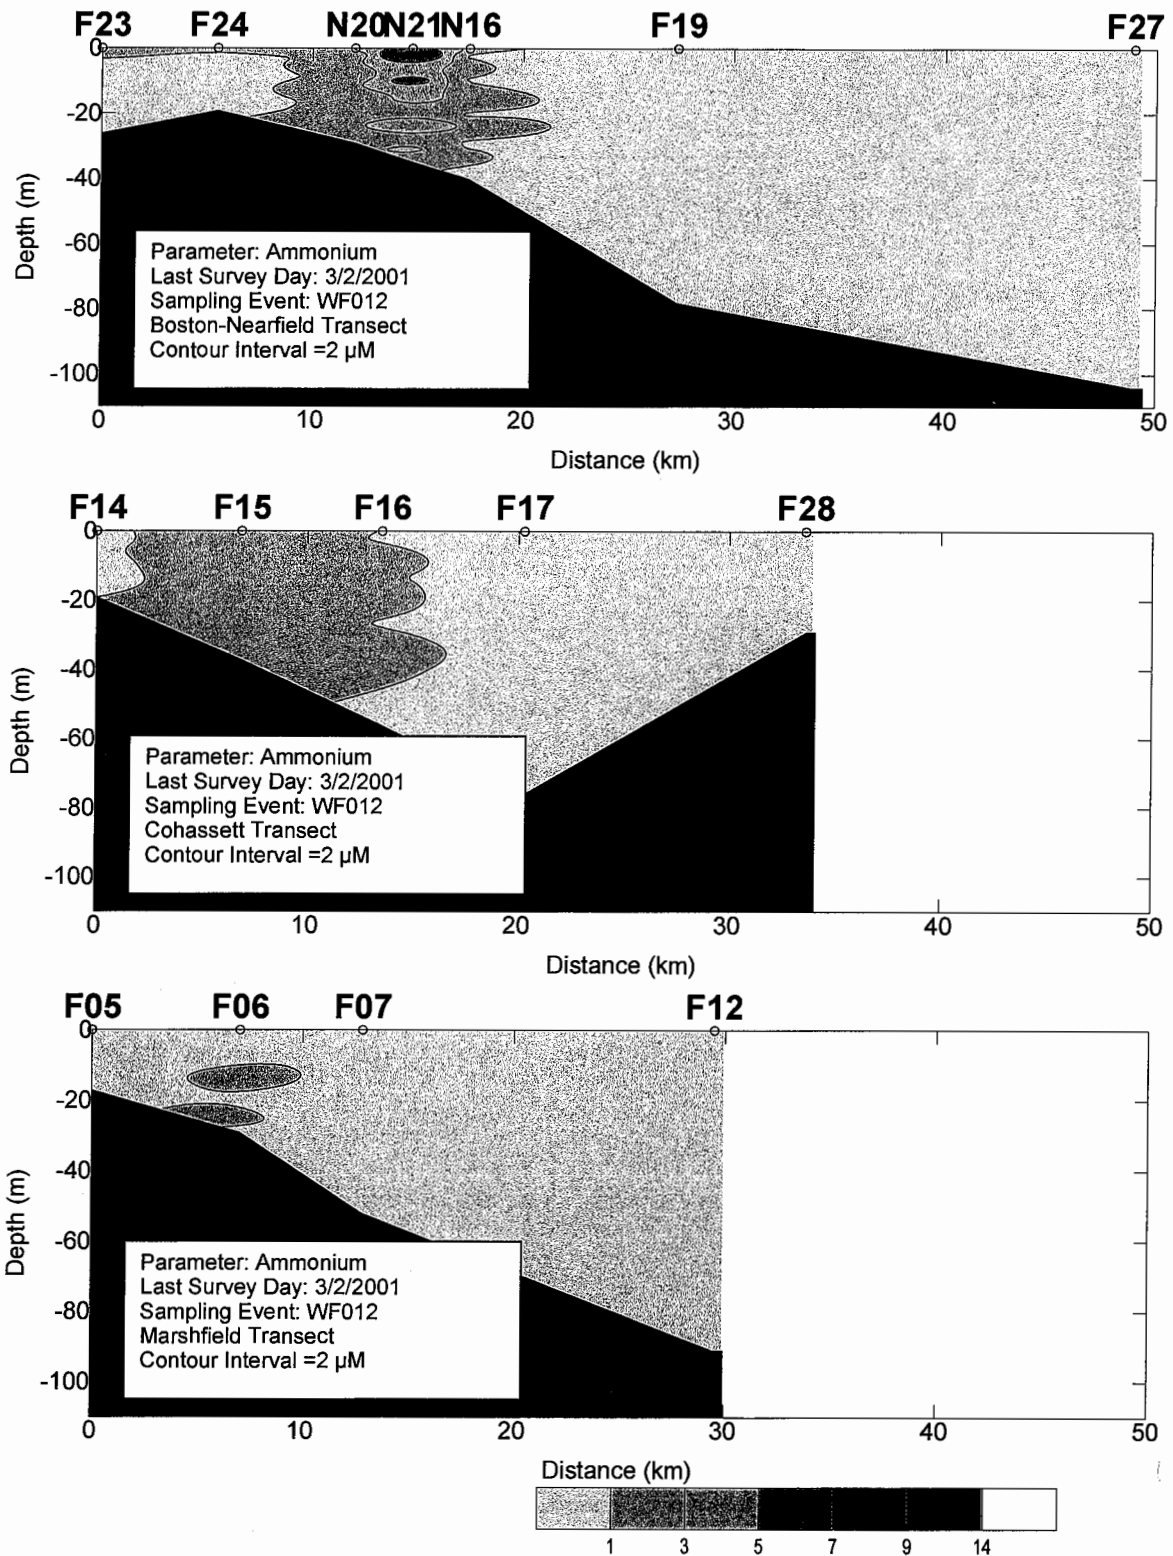 F23 F24 N20 N21 N16 F19 F27
0
-20
-40
-60
-80
-100
Depth (m)
Parameter: Ammonium
Last Survey Day: 3/2/2001
Sampling Event: WF012
Boston-Nearfield Transect
Contour Interval =2 µM
0 10 20 30 40 50
Distance (km)
F14 F15 F16 F17 F28
0
-20
-40
-60
-80
-100
Depth (m)
Parameter: Ammonium
Last Survey Day: 3/2/2001
Sampling Event: WF012
Cohassett Transect
Contour Interval =2 µM
0 10 20 30 40 50
Distance (km)
F05 F06 F07 F12
0
-20
-40
-60
-80
-100
Depth (m)
Parameter: Ammonium
Last Survey Day: 3/2/2001
Sampling Event: WF012
Marshfield Transect
Contour Interval =2 µM
0 10 20 30 40 50
Distance (km)
1 3 5 7 9 14